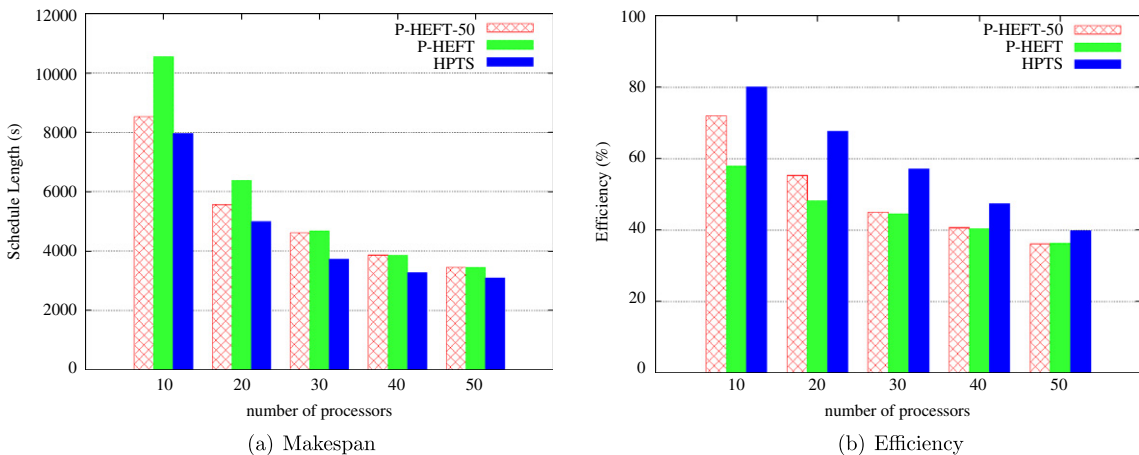 12000
10000
8000
6000
4000
2000
0
Schedule Length (s)
P-HEFT-50
P-HEFT
HPTS
10 20 30 40 50
number of processors
(a) Makespan
100
80
60
40
20
0
Efficiency (%)
P-HEFT-50
P-HEFT
HPTS
10 20 30 40 50
number of processors
(b) Efficiency